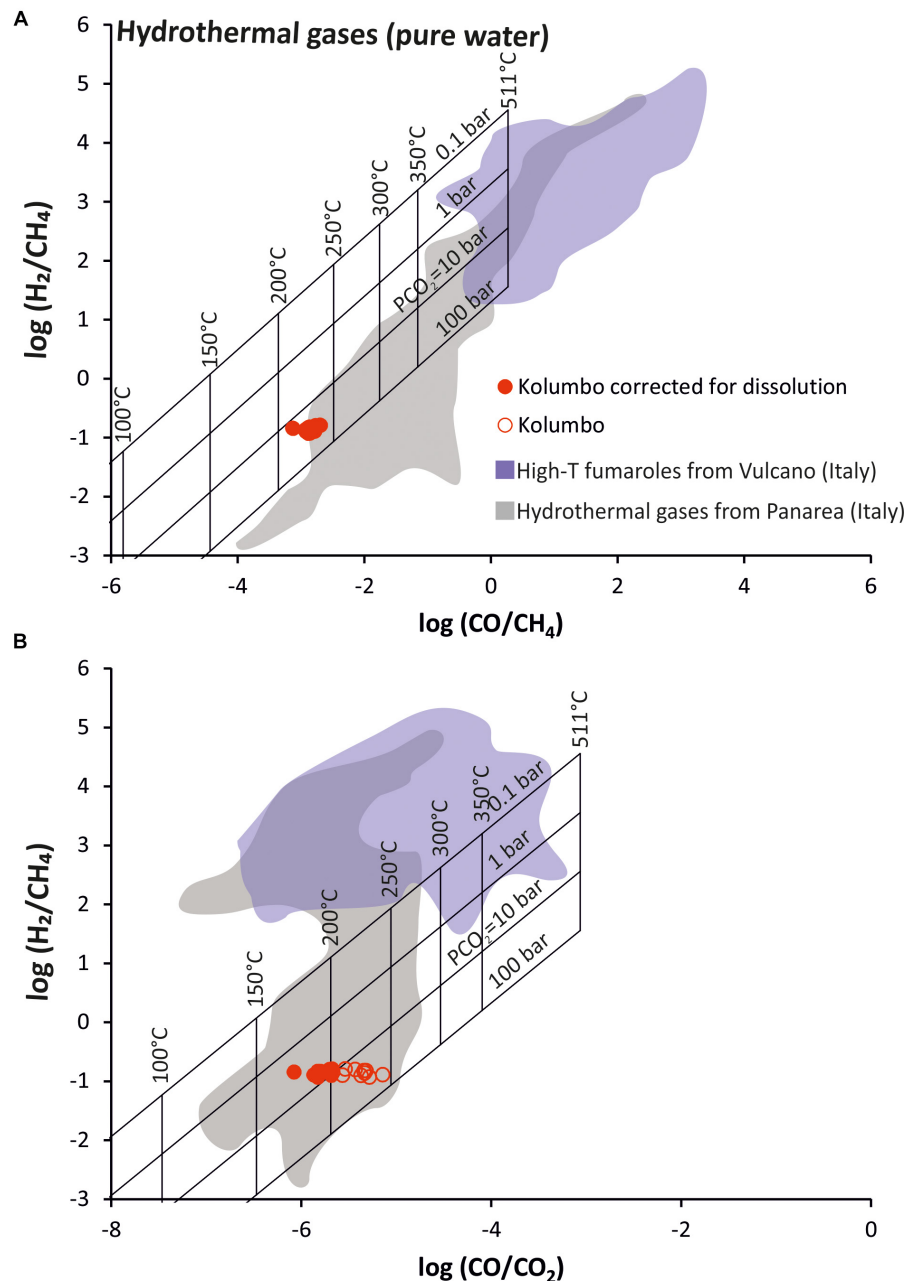 A
Hydrothermal gases (pure water)
6
5
4
3
2
1
0
-1
-2
-3
log (H₂/CH₄)
100°C
150°C
200°C
250°C
300°C
350°C
511°C
0.1 bar
1 bar
PCO₂=10 bar
100 bar
Kolumbo corrected for dissolution
Kolumbo
High-T fumaroles from Vulcano (Italy)
Hydrothermal gases from Panarea (Italy)
-6 -4 -2 0 2 4 6
log (CO/CH₄)
B
6
5
4
3
2
1
0
-1
-2
-3
log (H₂/CH₄)
100°C
150°C
200°C
250°C
300°C
350°C
511°C
0.1 bar
1 bar
PCO₂=10 bar
100 bar
-8 -6 -4 -2 0
log (CO/CO₂)